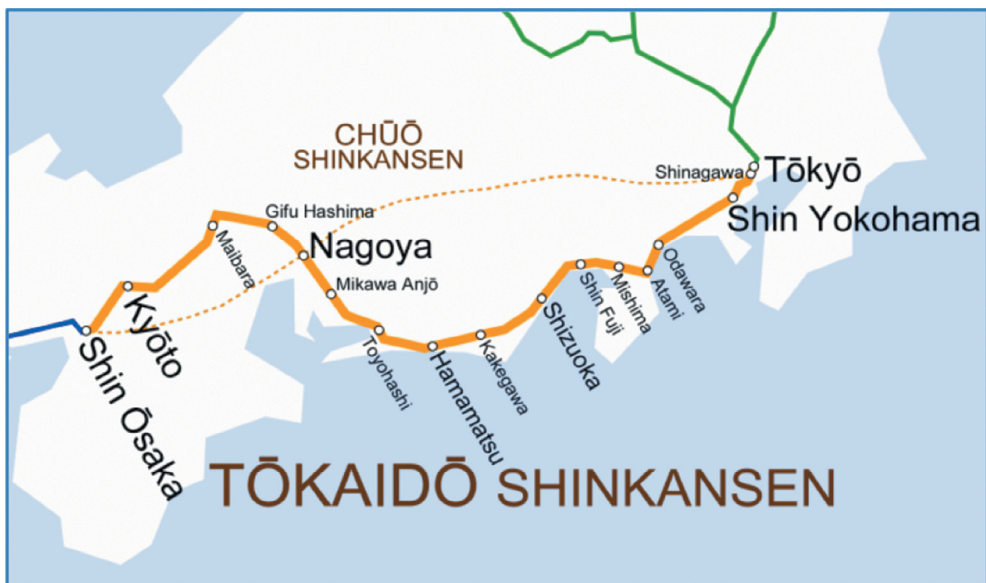 CHŪŌ
SHINKANSEN
Shinagawa
Tōkyō
Shin Yokohama
Gifu Hashima
Nagoya
Maibara
Mikawa Anjō
Kyōto
Shin Ōsaka
Toyohashi
Hamamatsu
Kakegawa
Shizuoka
Shin Fuji
Mishima
Atami
Odawara
TŌKAIDŌ SHINKANSEN